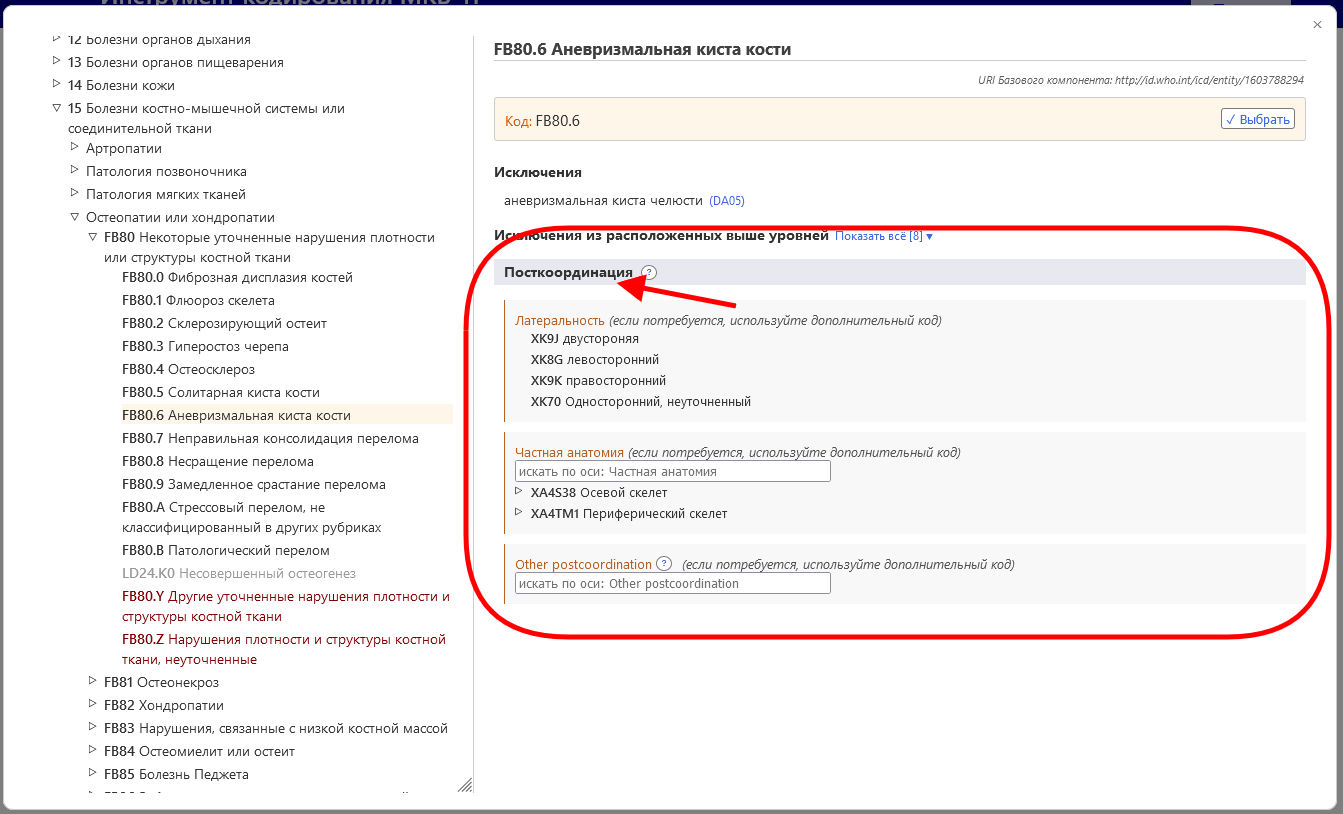 12 Болезни органов дыхания
13 Болезни органов пищеварения
14 Болезни кожи
15 Болезни костно-мышечной системы или
соединительной ткани
Артропатии
Патология позвоночника
Патология мягких тканей
Остеопатии или хондропатии
FB80 Некоторые уточненные нарушения плотности
или структуры костной ткани
FB80.0 Фиброзная дисплазия костей
FB80.1 Флюороз скелета
FB80.2 Склерозирующий остеит
FB80.3 Гиперостоз черепа
FB80.4 Остеосклероз
FB80.5 Солитарная киста кости
FB80.6 Аневризмальная киста кости
FB80.7 Неправильная консолидация перелома
FB80.8 Несращение перелома
FB80.9 Замедленное срастание перелома
FB80.A Стрессовый перелом, не
классифицированный в других рубриках
FB80.B Патологический перелом
LD24.K0 Несовершенный остеогенез
FB80.Y Другие уточненные нарушения плотности и
структуры костной ткани
FB80.Z Нарушения плотности и структуры костной
ткани, неуточненные
FB81 Остеонекроз
FB82 Хондропатии
FB83 Нарушения, связанные с низкой костной массой
FB84 Остеомиелит или остеит
FB85 Болезнь Педжета
FB80.6 Аневризмальная киста кости
URI Базового компонента: http://id.who.int/icd/entity/1603788294
Код: FB80.6
✓ Выбрать
Исключения
аневризмальная киста челюсти (DA05)
Исключения из расположенных выше уровней Показать всё [8] ▾
Посткоординация ?
Латеральность (если потребуется, используйте дополнительный код)
XK9J двустороняя
XK8G левосторонний
XK9K правосторонний
XK70 Односторонний, неуточненный
Частная анатомия (если потребуется, используйте дополнительный код)
искать по оси: Частная анатомия
XA4S38 Осевой скелет
XA4TM1 Периферический скелет
Other postcoordination ? (если потребуется, используйте дополнительный код)
искать по оси: Other postcoordination